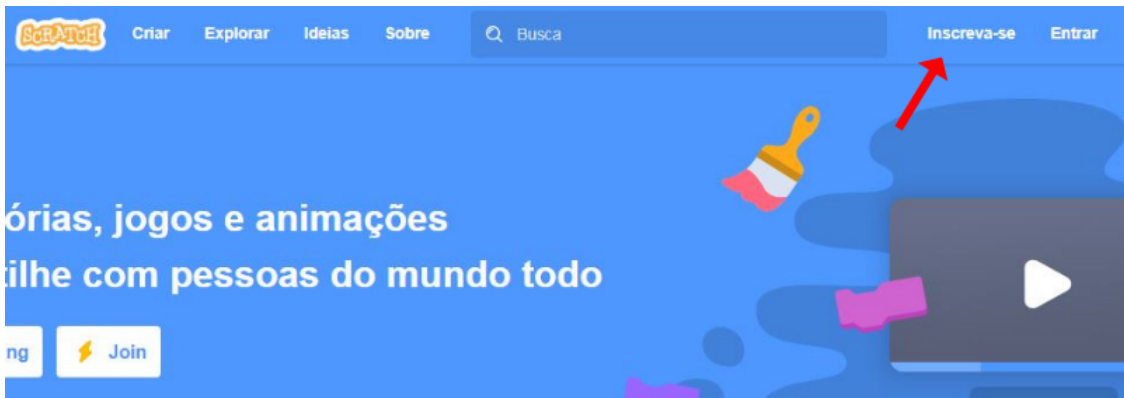 SCRATCH Criar Explorar Ideias Sobre Busca Inscreva-se Entrar
órias, jogos e animações
tilhe com pessoas do mundo todo
ng Join